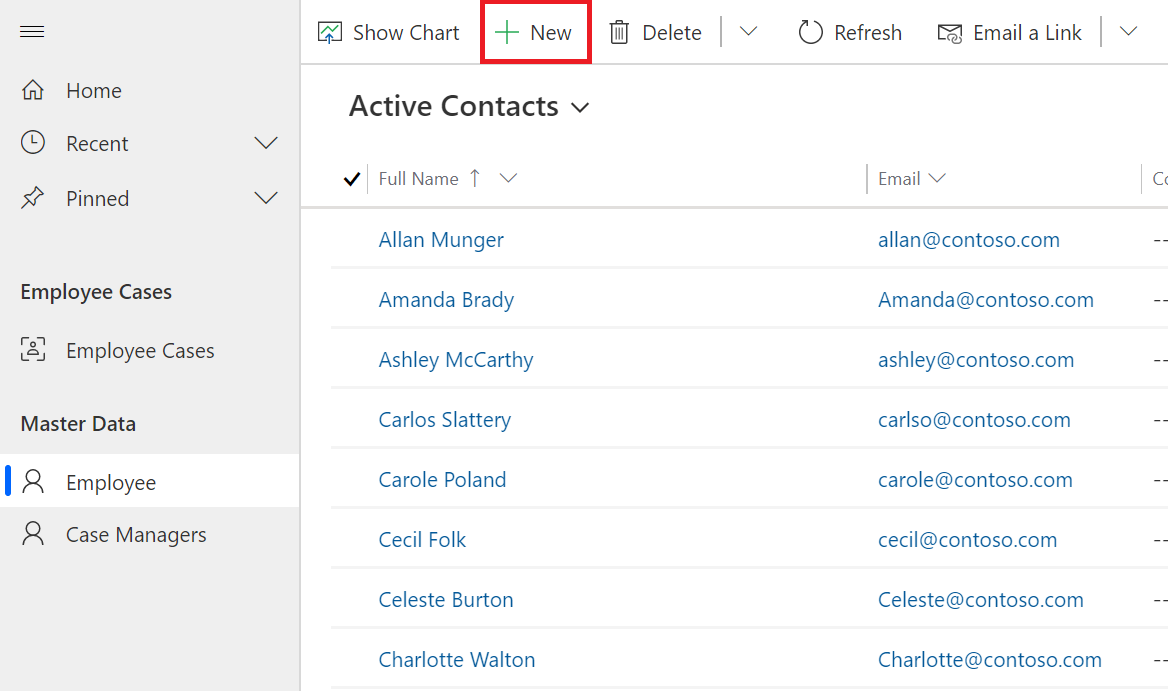 Show Chart New Delete Refresh Email a Link
Home
Recent
Pinned
Employee Cases
Employee Cases
Master Data
Employee
Case Managers
Active Contacts
Full Name Email
Allan Munger allan@contoso.com --
Amanda Brady Amanda@contoso.com --
Ashley McCarthy ashley@contoso.com --
Carlos Slattery carlso@contoso.com --
Carole Poland carole@contoso.com --
Cecil Folk cecil@contoso.com --
Celeste Burton Celeste@contoso.com --
Charlotte Walton Charlotte@contoso.com --